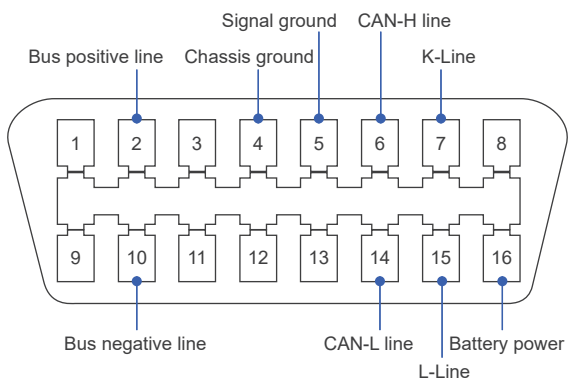 Signal ground CAN-H line
Bus positive line Chassis ground K-Line
1 2 3 4 5 6 7 8
9 10 11 12 13 14 15 16
Bus negative line CAN-L line Battery power
L-Line